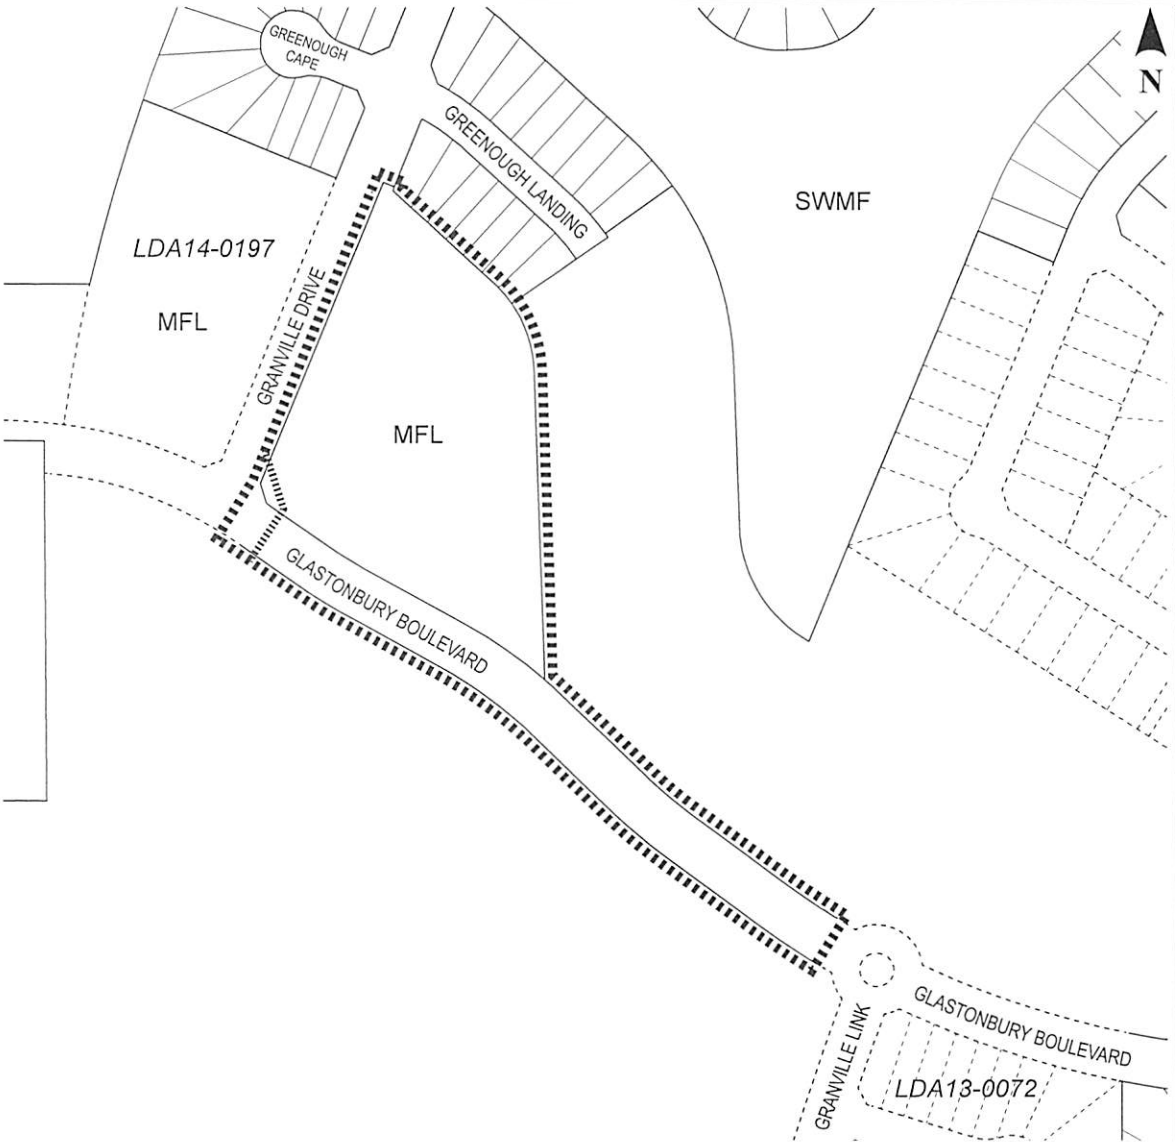 GREENOUGH
CAPE
N
GREENOUGH LANDING
SWMF
LDA14-0197
MFL
GRANVILLE DRIVE
MFL
GLASTONBURY BOULEVARD
GLASTONBURY BOULEVARD
GRANVILLE LINK
LDA13-0072